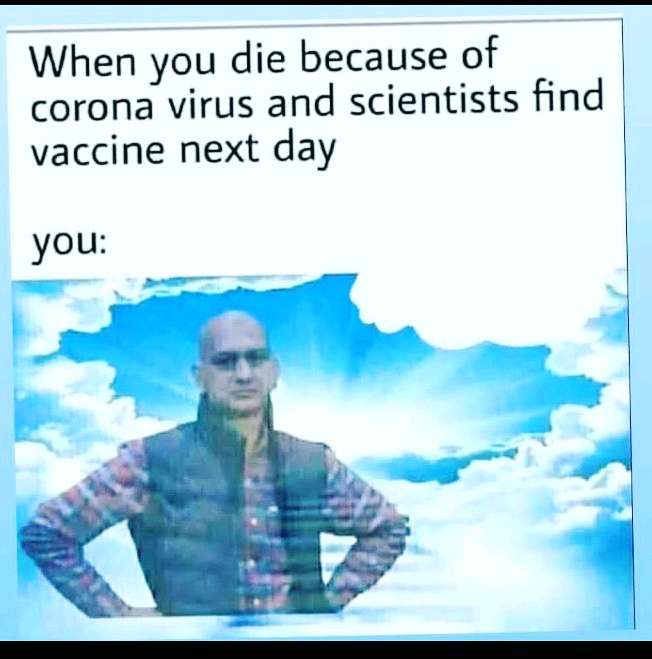 When you die because of
corona virus and scientists find
vaccine next day
you: